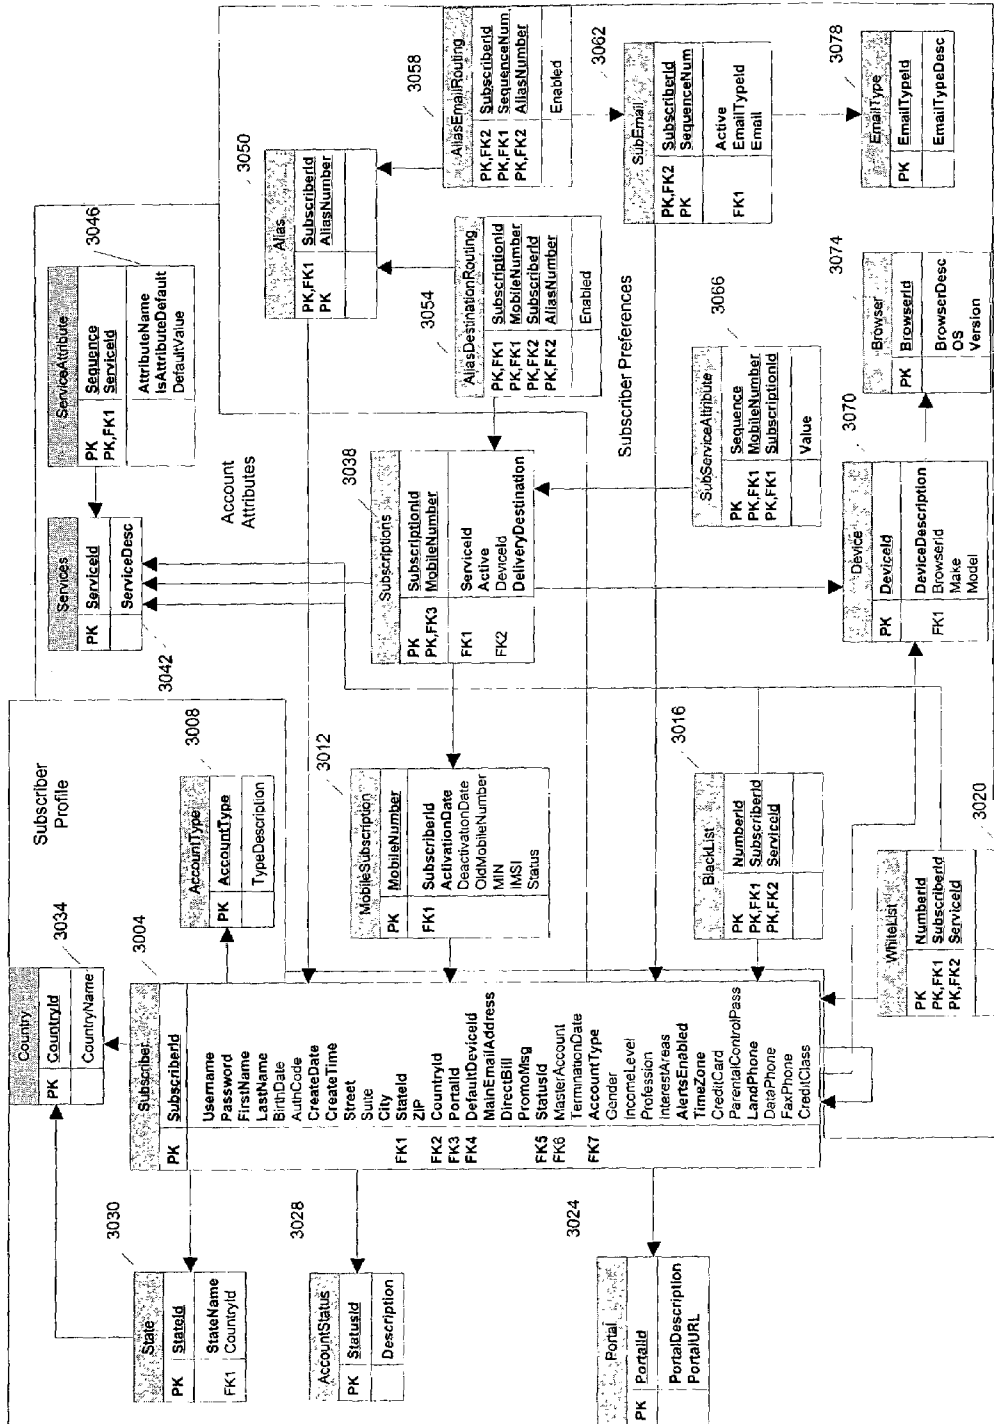 Country
3034
PK CountryId
CountryName
Subscriber
Profile
State
3030
PK StateId
StateName
FK1 CountryId
Subscriber
3004
PK SubscriberId
Username
Password
FirstName
LastName
BirthDate
AuthCode
CreateDate
CreateTime
Street
Suite
City
FK1 StateId
ZIP
FK2 CountryId
FK3 PortalId
FK4 DefaultDeviceId
MainEmailAddress
DirectBill
PromoMsg
FK5 StatusId
FK6 MasterAccount
TerminationDate
FK7 AccountType
Gender
IncomeLevel
Profession
InterestAreas
AlertsEnabled
TimeZone
CreditCard
ParentalControlPass
LandPhone
DataPhone
FaxPhone
CreditClass
AccountType
3008
PK AccountType
TypeDescription
AccountStatus
3028
PK StatusId
Description
Portal
3024
PK PortalId
PortalDescription
PortalURL
MobileSubscription
3012
PK MobileNumber
FK1 SubscriberId
ActivationDate
DeactivationDate
OldMobileNumber
MIN
IMSI
Status
BlackList
3016
PK NumberId
PK,FK1 SubscriberId
PK,FK2 ServiceId
WhiteList
3020
PK NumberId
PK,FK1 SubscriberId
PK,FK2 ServiceId
Services
3042
PK ServiceId
ServiceDesc
ServiceAttribute
3046
PK Sequence
PK,FK1 ServiceId
AttributeName
IsAttributeDefault
DefaultValue
Account
Attributes
Subscriptions
3038
PK SubscriptionId
PK,FK3 MobileNumber
FK1 ServiceId
Active
FK2 DeviceId
DeliveryDestination
Alias
3050
PK,FK1 SubscriberId
PK AliasNumber
AliasDestinationRouting
3054
PK,FK1 SubscriptionId
PK,FK1 MobileNumber
PK,FK2 SubscriberId
PK,FK2 AliasNumber
Enabled
AliasEmailRouting
3058
PK,FK2 SubscriberId
PK,FK1 SequenceNum
PK,FK2 AliasNumber
Enabled
Subscriber Preferences
SubEmail
3062
PK,FK2 SubscriberId
PK SequenceNum
Active
FK1 EmailTypeId
Email
SubServiceAttribute
3066
PK Sequence
PK,FK1 MobileNumber
PK,FK1 SubscriptionId
Value
Device
3070
PK DeviceId
DeviceDescription
FK1 BrowserId
Make
Model
Browser
3074
PK BrowserId
BrowserDesc
OS
Version
EmailType
3078
PK EmailTypeId
EmailTypeDesc